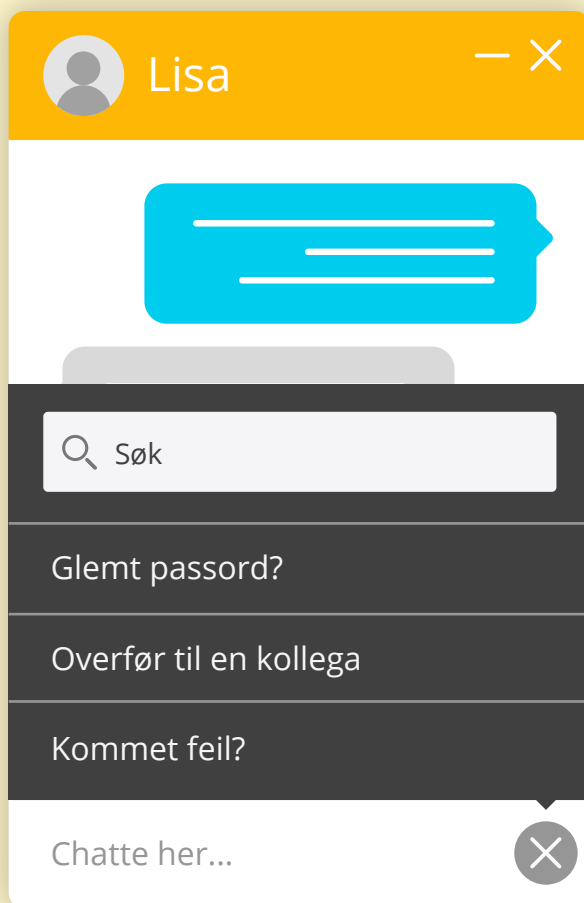 Lisa
Søk
Glemt passord?
Overfør til en kollega
Kommet feil?
Chatte her...